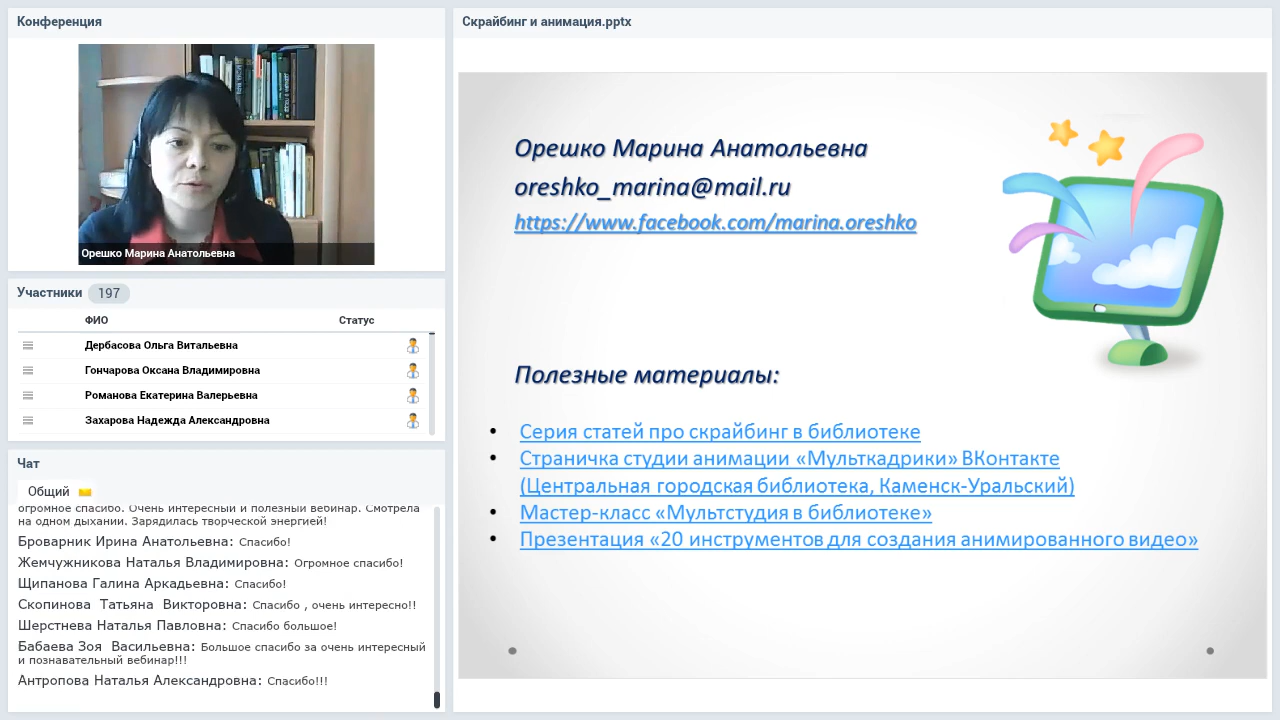 Конференция
Орешко Марина Анатольевна
Участники 197
ФИО Статус
Дербасова Ольга Витальевна
Гончарова Оксана Владимировна
Романова Екатерина Валерьевна
Захарова Надежда Александровна
Чат
Общий
огромное спасибо. Очень интересный и полезный вебинар. Смотрела
на одном дыхании. Зарядилась творческой энергией!
Броварник Ирина Анатольевна: Спасибо!
Жемчужникова Наталья Владимировна: Огромное спасибо!
Щипанова Галина Аркадьевна: Спасибо!
Скопинова Татьяна Викторовна: Спасибо , очень интересно!!
Шерстнева Наталья Павловна: Спасибо большое!
Бабаева Зоя Васильевна: Большое спасибо за очень интересный
и познавательный вебинар!!!
Антропова Наталья Александровна: Спасибо!!!
Скрайбинг и анимация.pptx
Орешко Марина Анатольевна
oreshko_marina@mail.ru
https://www.facebook.com/marina.oreshko
Полезные материалы:
• Серия статей про скрайбинг в библиотеке
• Страничка студии анимации «Мульткадрики» ВКонтакте
(Центральная городская библиотека, Каменск-Уральский)
• Мастер-класс «Мультстудия в библиотеке»
• Презентация «20 инструментов для создания анимированного видео»